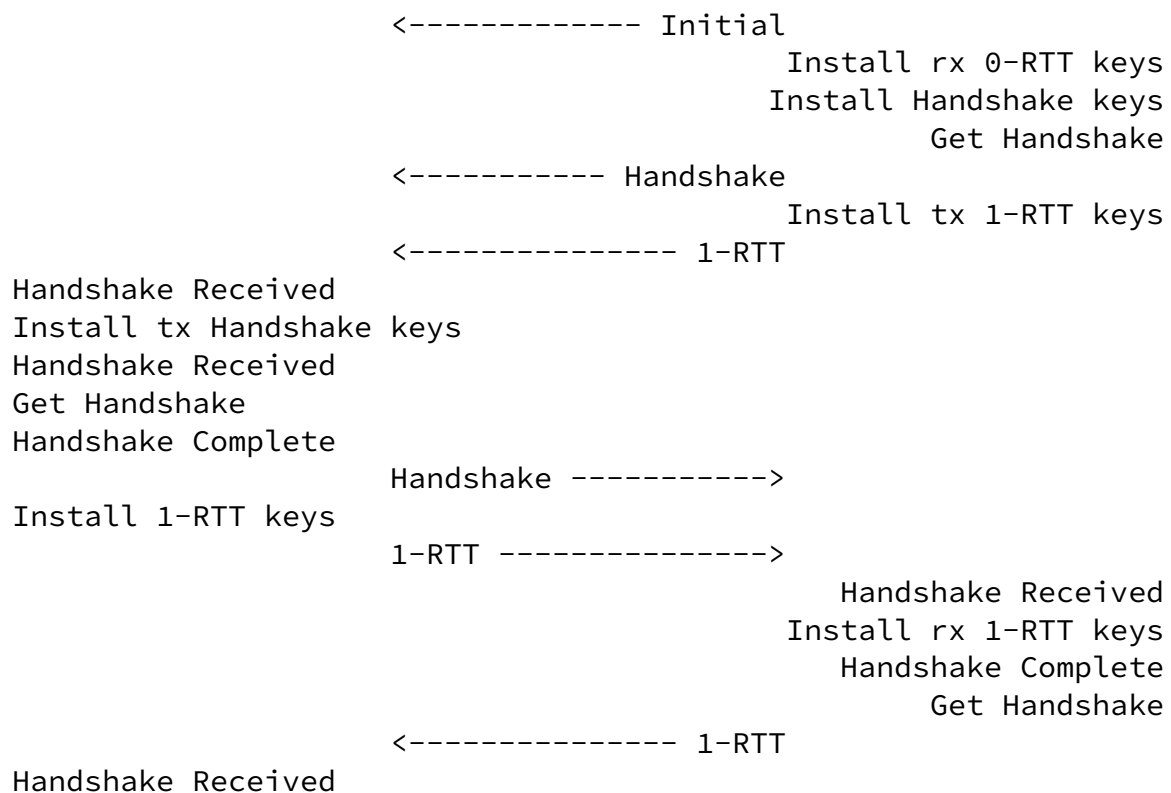 <------------- Initial
Install rx 0-RTT keys
Install Handshake keys
Get Handshake
<----------- Handshake
Install tx 1-RTT keys
<--------------- 1-RTT
Handshake Received
Install tx Handshake keys
Handshake Received
Get Handshake
Handshake Complete
Handshake ----------->
Install 1-RTT keys
1-RTT --------------->
Handshake Received
Install rx 1-RTT keys
Handshake Complete
Get Handshake
<--------------- 1-RTT
Handshake Received